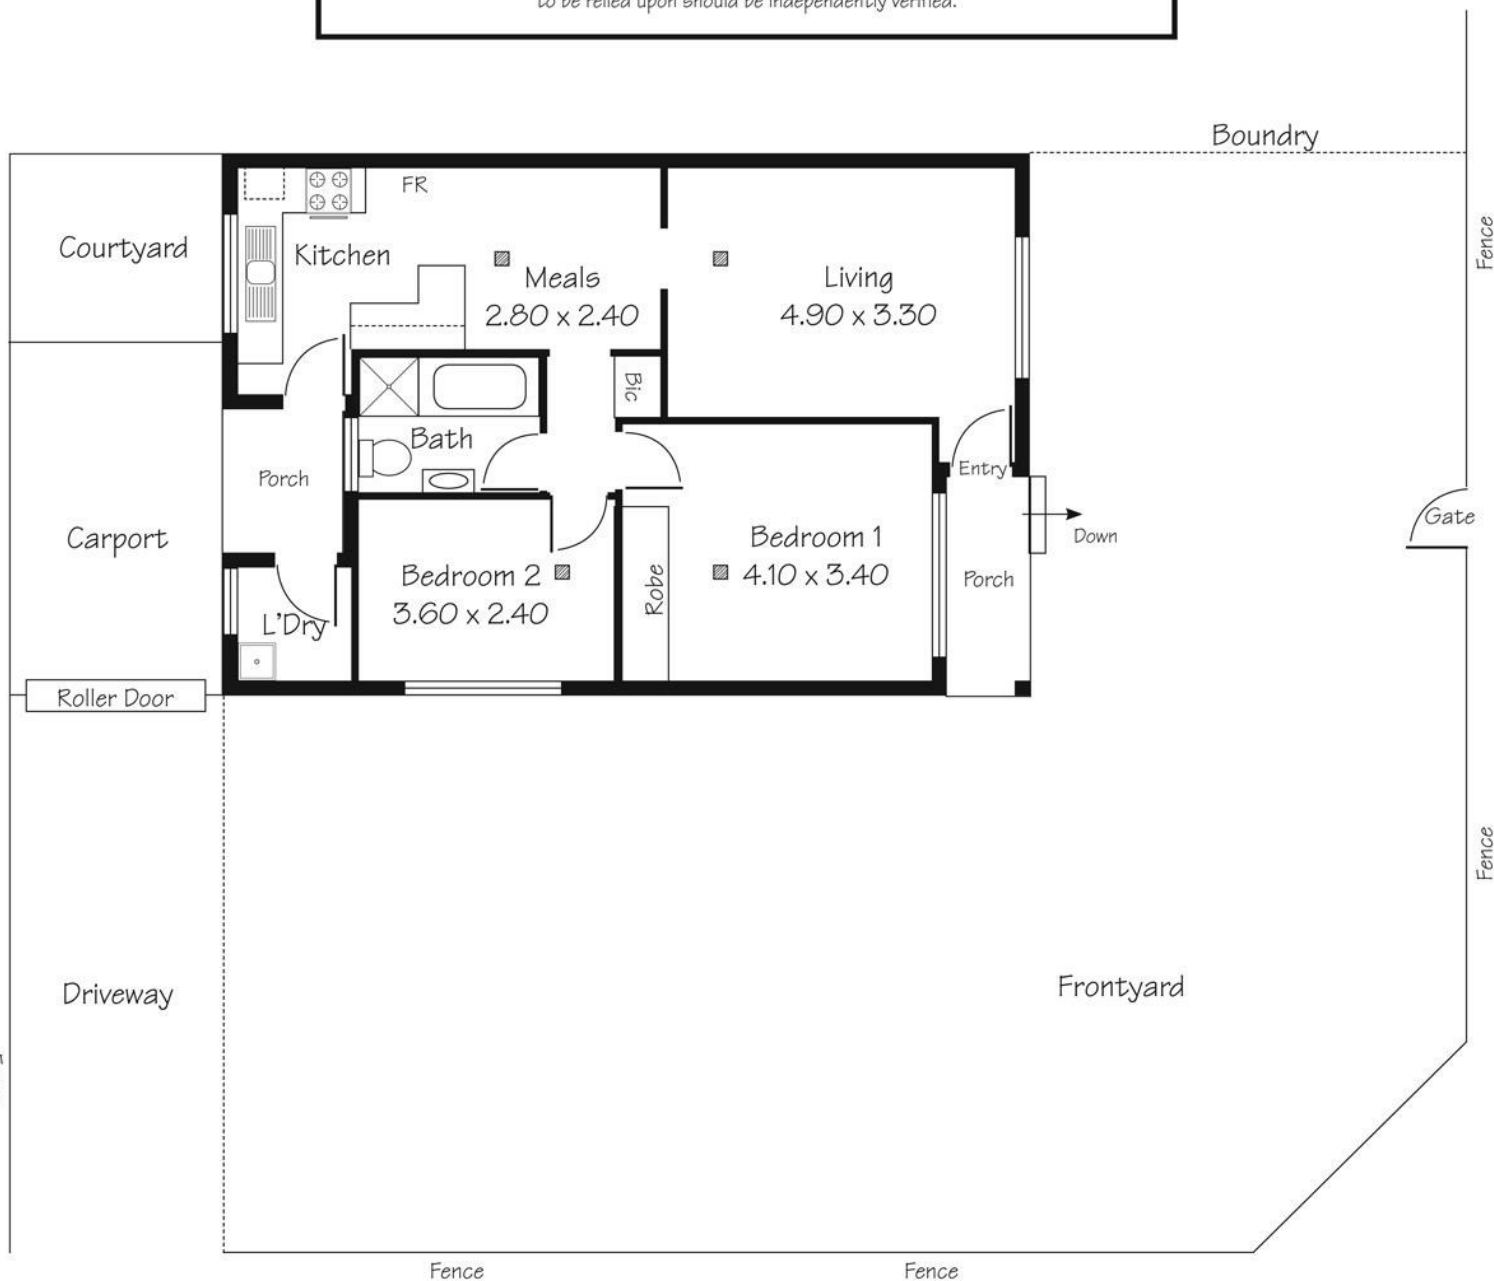 to be relied upon should be independently verified.
Boundry
FR
Courtyard
Kitchen
Fence
Meals
2.80 x 2.40
Living
4.90 x 3.30
Bic
Bath
Entry
Porch
Gate
Carport
Bedroom 1
4.10 x 3.40
Down
Bedroom 2
3.60 x 2.40
Robe
Porch
L'Dry
Roller Door
Fence
Driveway
Frontyard
Fence
Fence